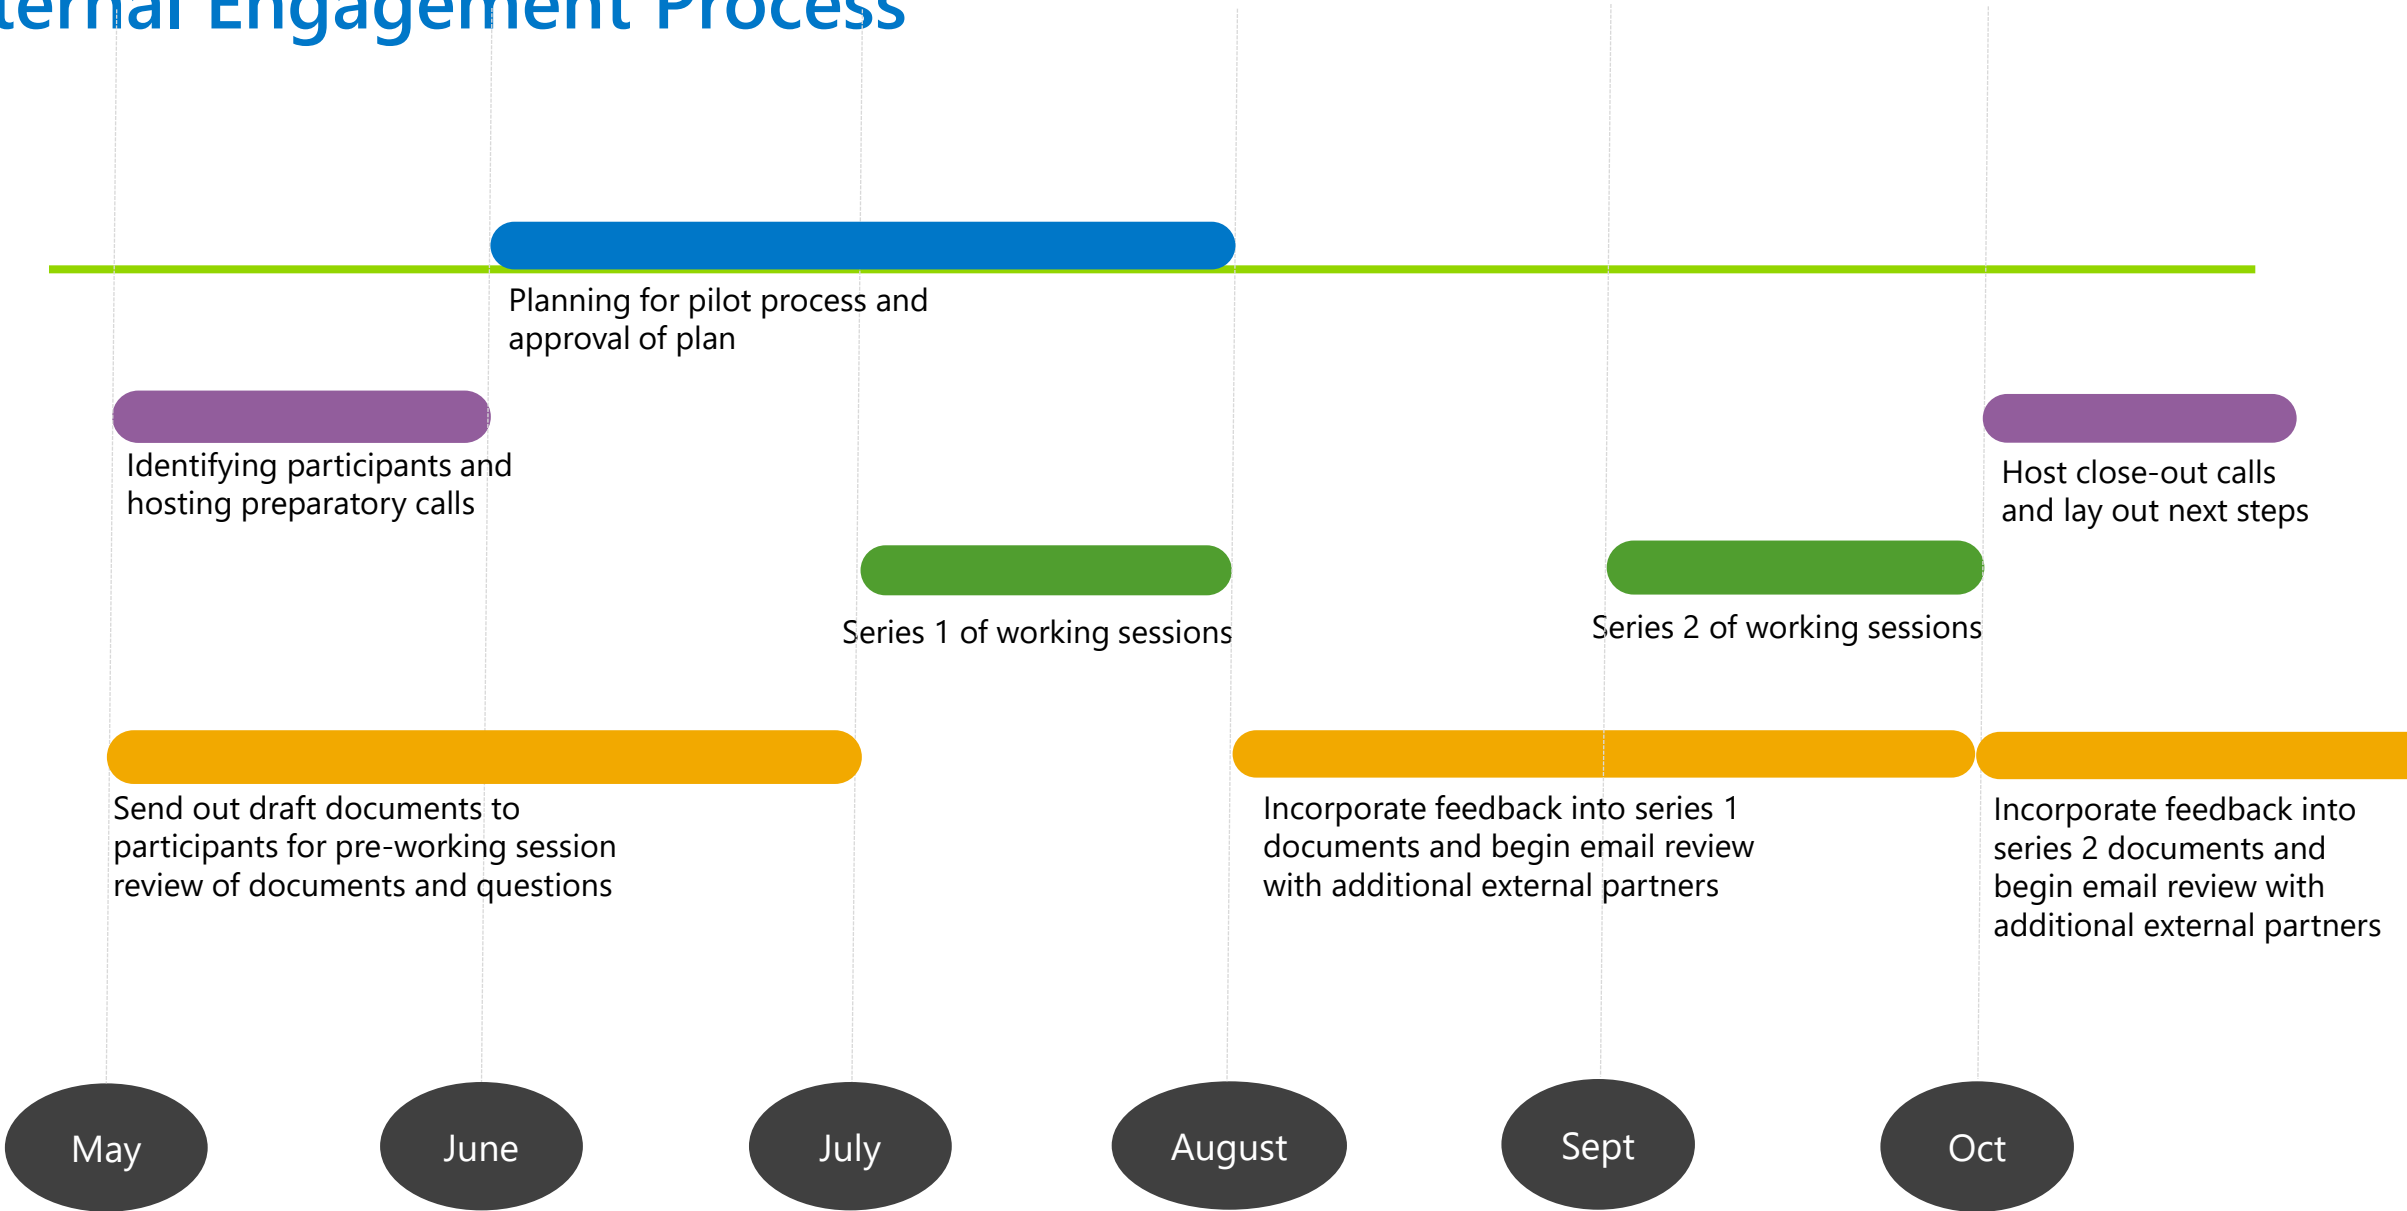 ternal Engagement Process
Planning for pilot process and
approval of plan
Identifying participants and
hosting preparatory calls
Host close-out calls
and lay out next steps
Series 1 of working sessions
Series 2 of working sessions
Send out draft documents to
participants for pre-working session
review of documents and questions
Incorporate feedback into series 1
documents and begin email review
with additional external partners
Incorporate feedback into
series 2 documents and
begin email review with
additional external partners
May
June
July
August
Sept
Oct